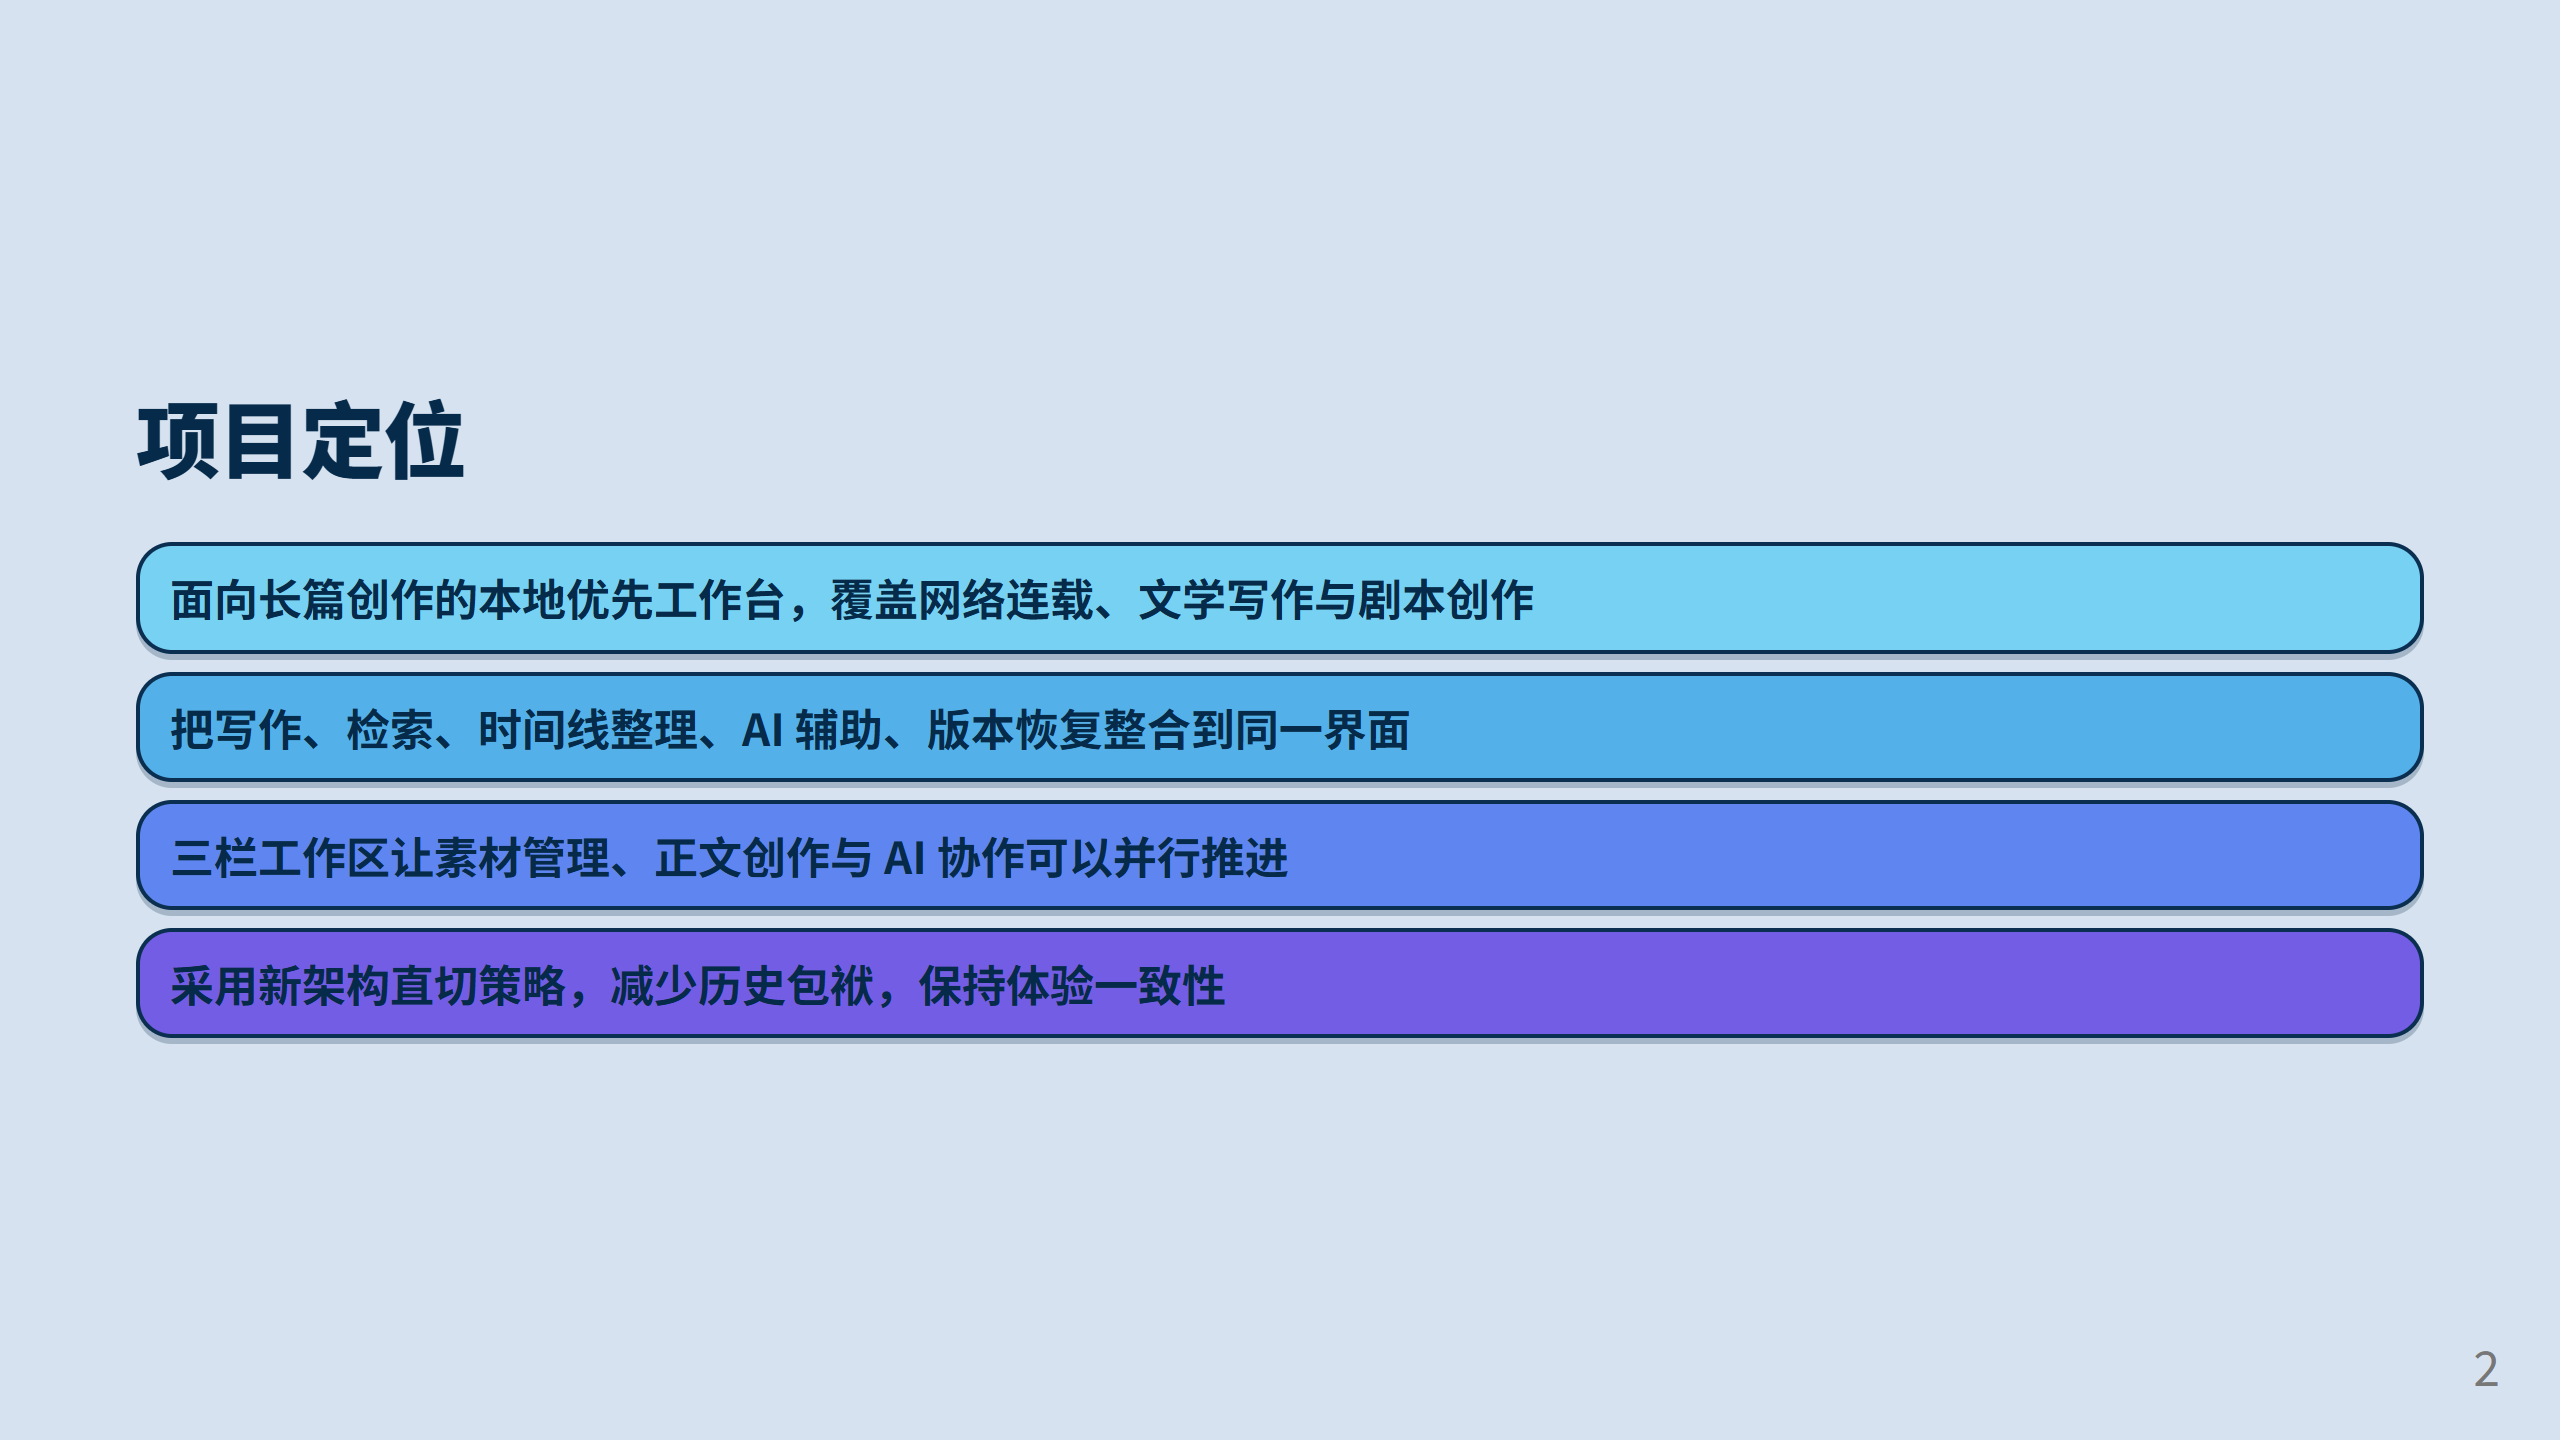 项目定位
面向长篇创作的本地优先工作台，覆盖网络连载、文学写作与剧本创作
把写作、检索、时间线整理、AI 辅助、版本恢复整合到同一界面
三栏工作区让素材管理、正文创作与 AI 协作可以并行推进
采用新架构直切策略，减少历史包袱，保持体验一致性
2